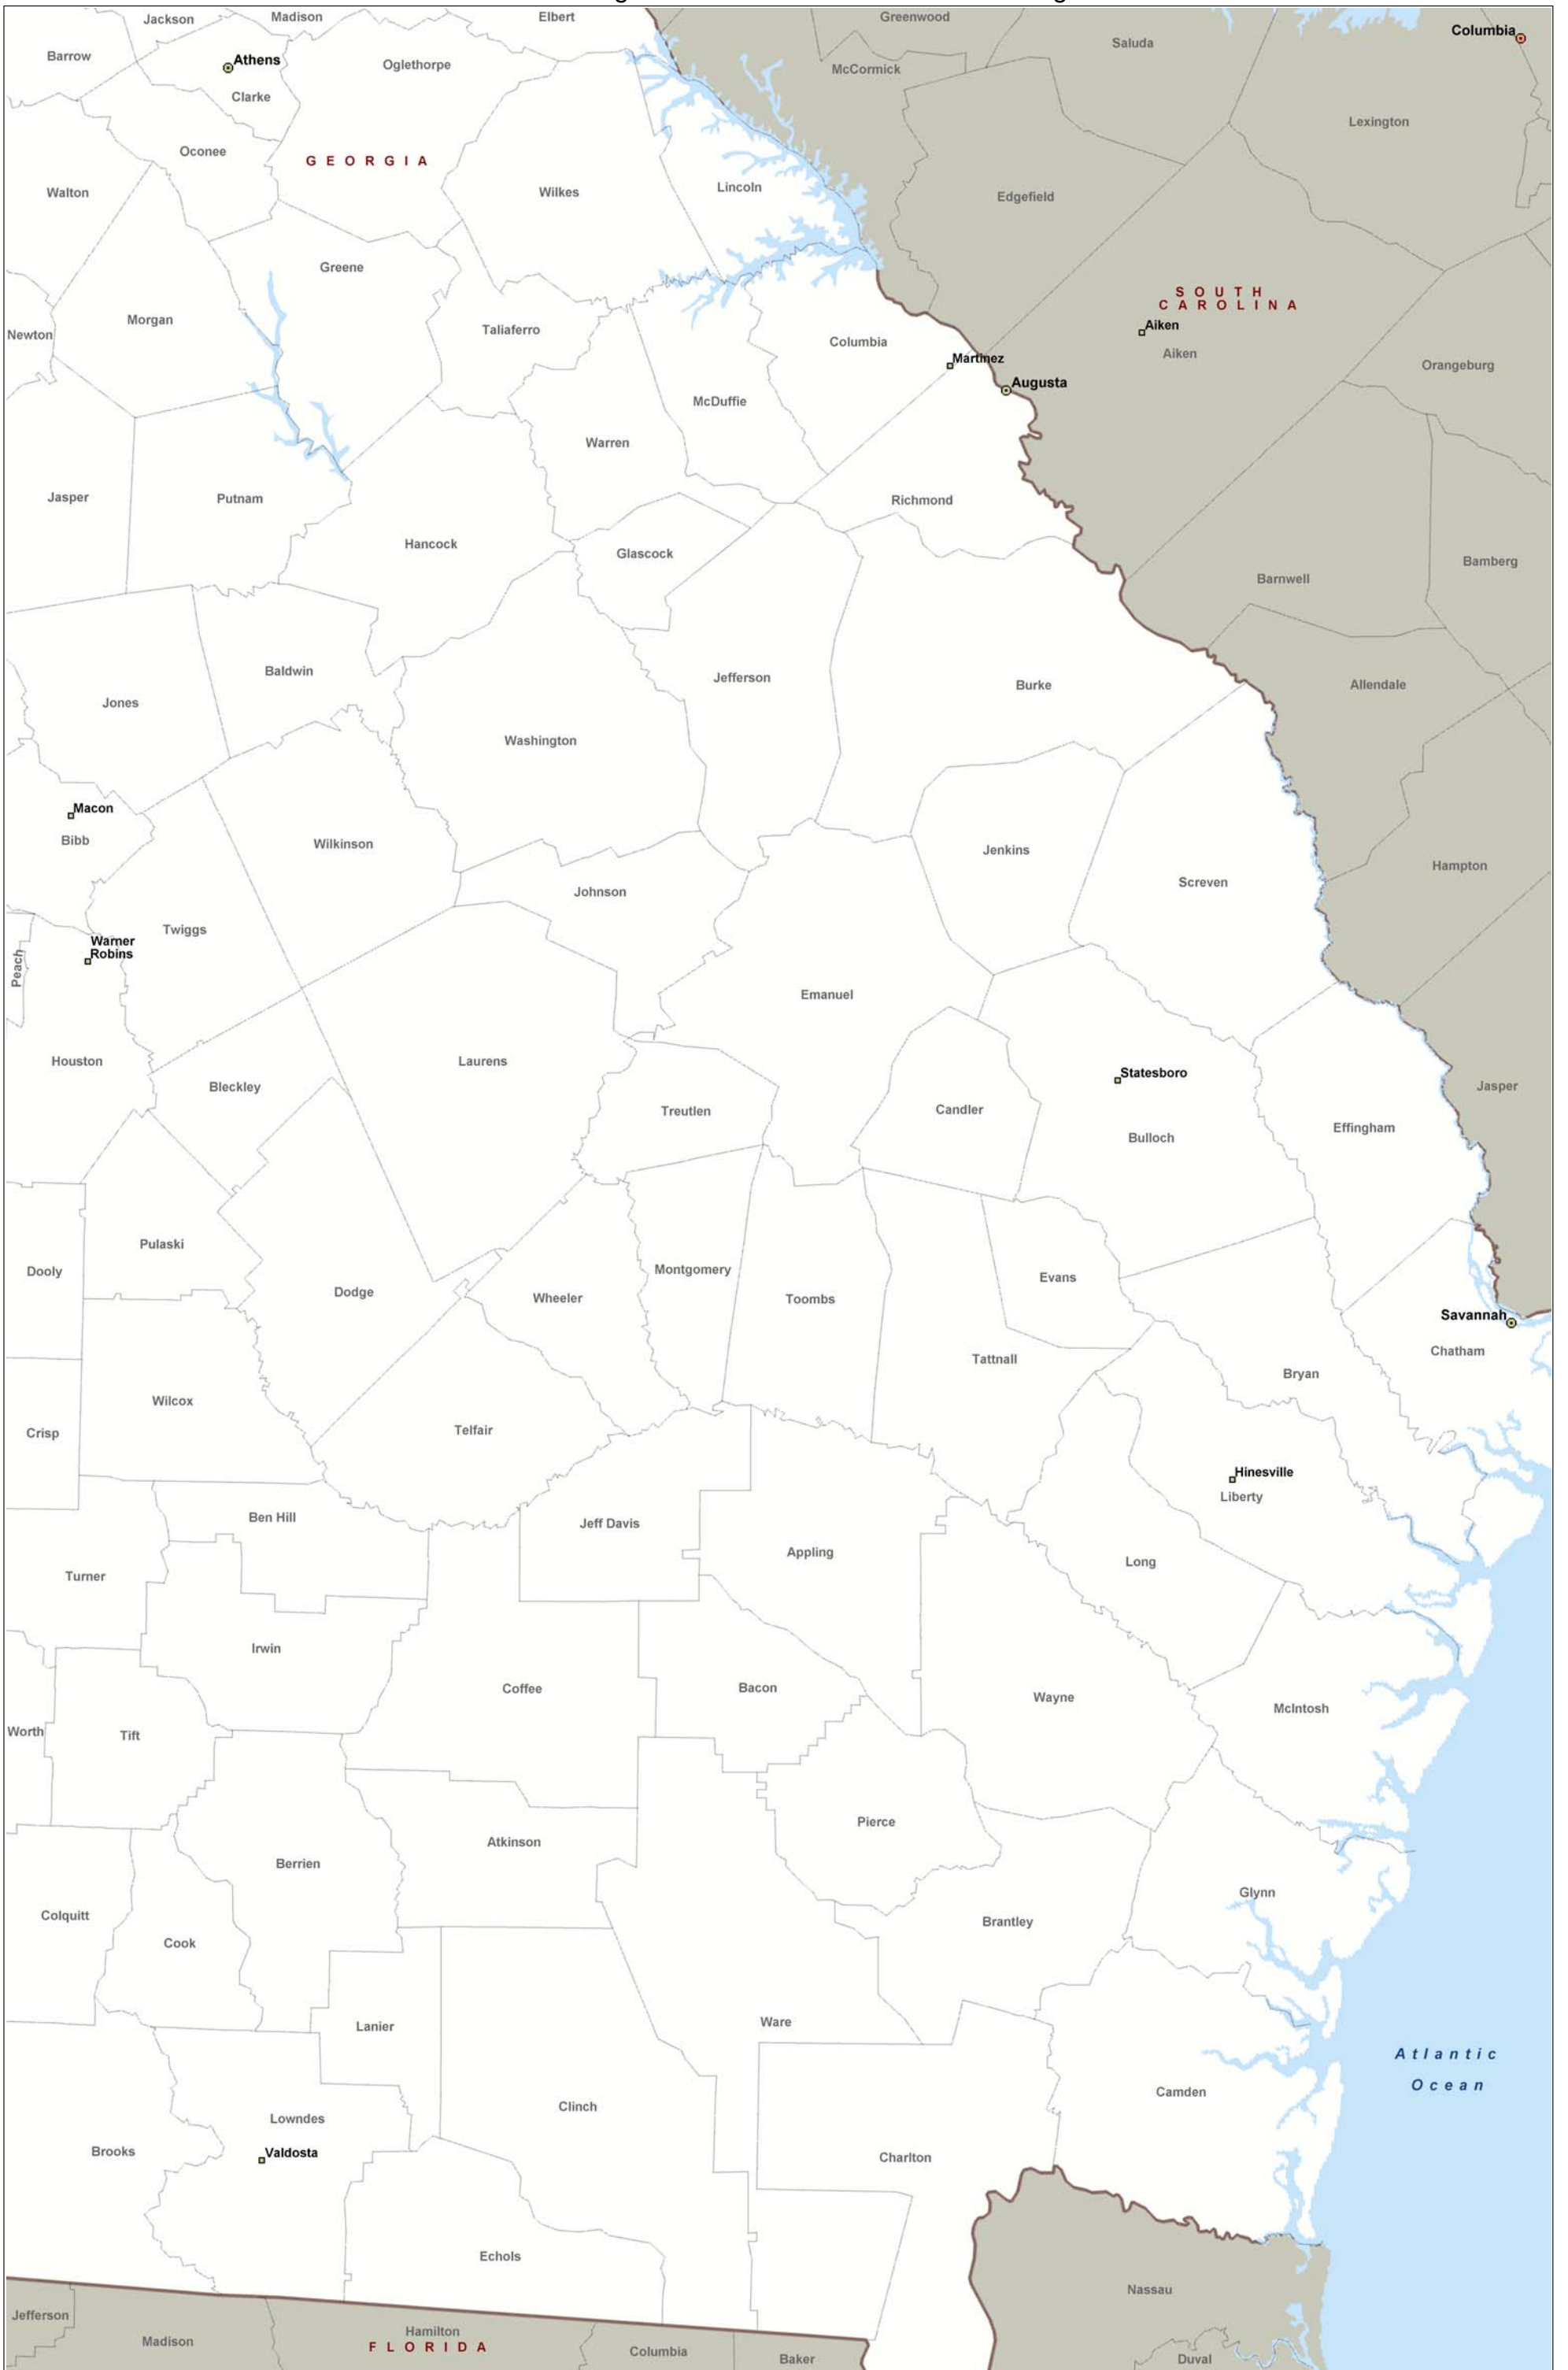 Jackson
Madison
Elbert
Greenwood
Saluda
Columbia
Barrow
Athens
Oglethorpe
McCormick
Clarke
Lexington
Oconee
GEORGIA
Walton
Wilkes
Lincoln
Edgefield
Greene
SOUTH
CAROLINA
Newton
Morgan
Taliaferro
Columbia
Aiken
Aiken
Martinez
Augusta
Orangeburg
McDuffie
Warren
Jasper
Putnam
Richmond
Hancock
Glascock
Barnwell
Bamberg
Baldwin
Jefferson
Burke
Allendale
Jones
Washington
Macon
Bibb
Wilkinson
Jenkins
Hampton
Johnson
Screven
Twiggs
Warner
Robins
Peach
Emanuel
Houston
Laurens
Bleckley
Statesboro
Jasper
Treutlen
Candler
Bulloch
Effingham
Pulaski
Dooly
Montgomery
Evans
Dodge
Wheeler
Toombs
Savannah
Chatham
Tattnall
Bryan
Wilcox
Crisp
Telfair
Hinesville
Liberty
Ben Hill
Jeff Davis
Appling
Long
Turner
Irwin
Coffee
Bacon
Wayne
McIntosh
Worth
Tift
Pierce
Atkinson
Berrien
Glynn
Colquitt
Cook
Brantley
Lanier
Ware
Atlantic
Ocean
Camden
Clinch
Lowndes
Brooks
Valdosta
Charlton
Echols
Nassau
Jefferson
Madison
Hamilton
FLORIDA
Columbia
Baker
Duval